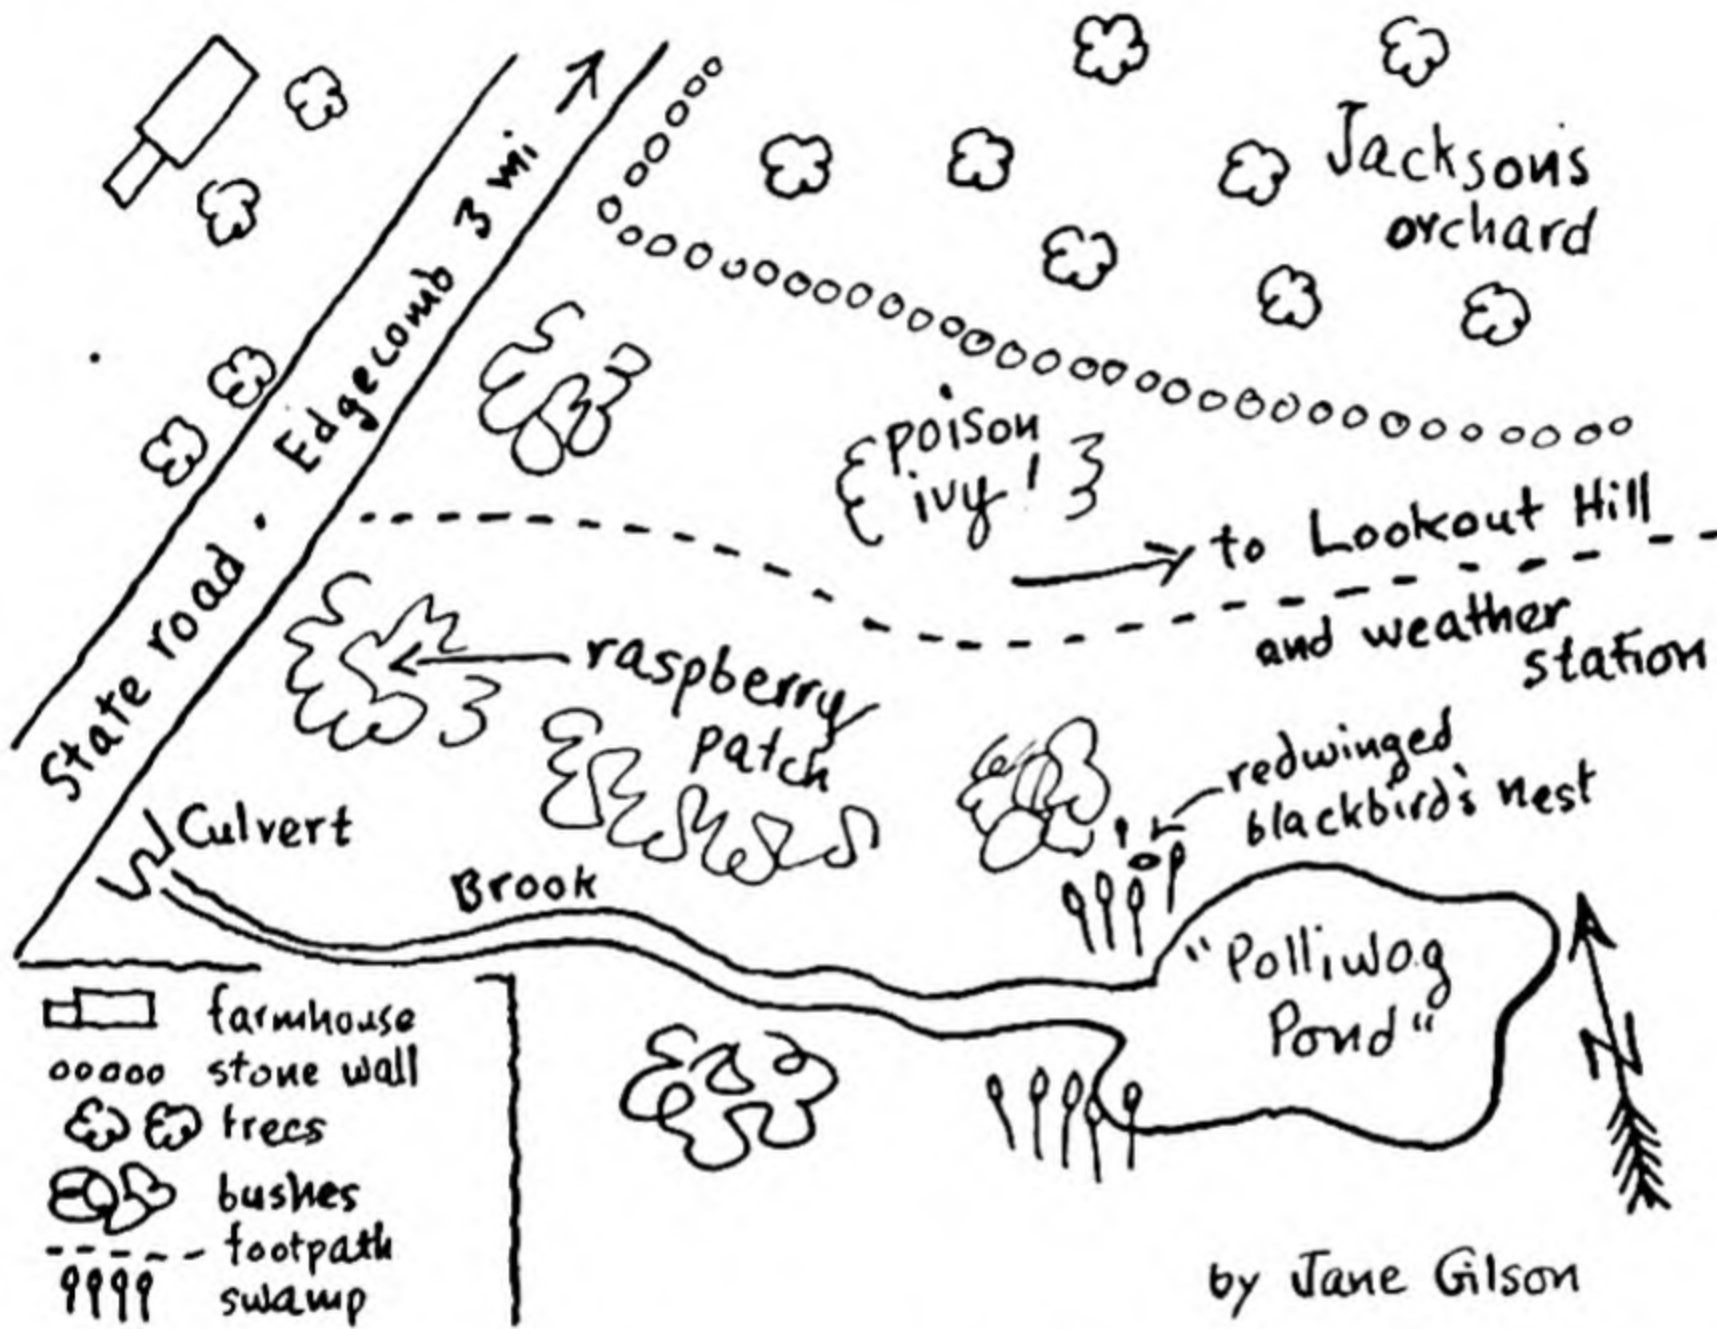 Jackson's
orchard
State road · Edgecomb 3 mi
poison
ivy!
to Lookout Hill
and weather
station
raspberry
patch
redwinged
blackbird's nest
Culvert
Brook
"Polliwog
Pond"
N
farmhouse
stone wall
trees
bushes
footpath
swamp
by Jane Gilson